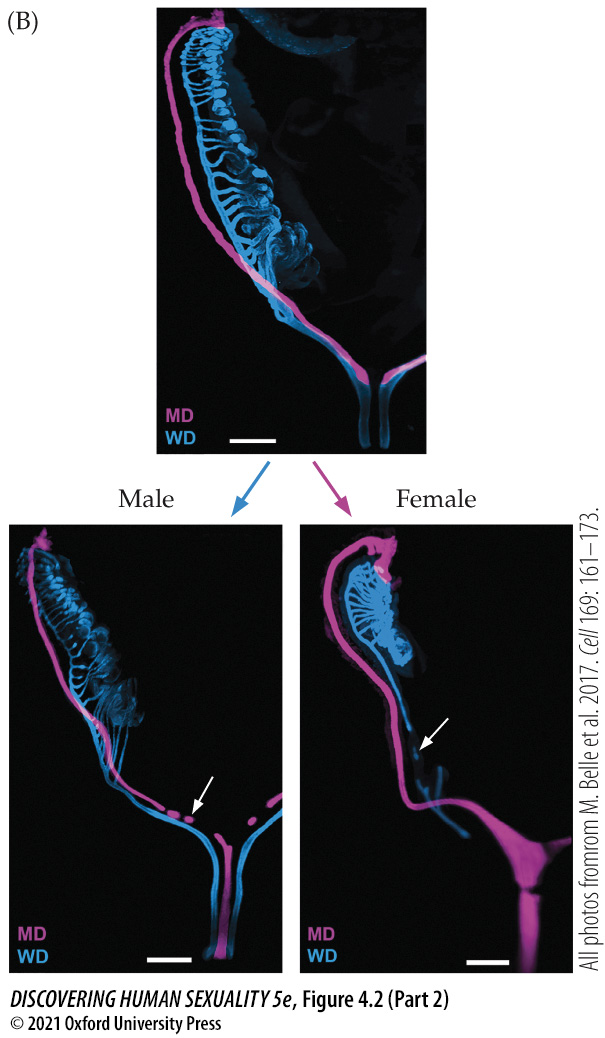 (B)
MD
WD
Male
Female
MD
WD
MD
WD
All photos fromrom M. Belle et al. 2017. Cell 169: 161–173.
DISCOVERING HUMAN SEXUALITY 5e, Figure 4.2 (Part 2)
© 2021 Oxford University Press